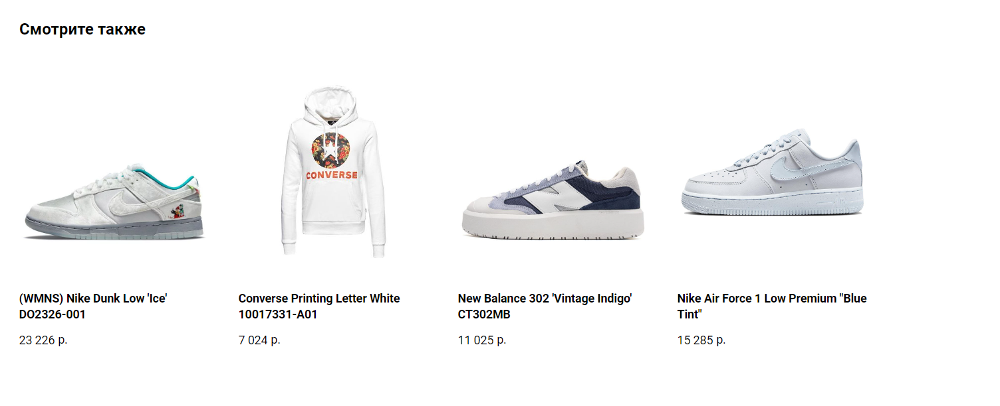 Смотрите также
CONVERSE
(WMNS) Nike Dunk Low 'Ice'
DO2326-001
23 226 р.
Converse Printing Letter White
10017331-A01
7 024 р.
New Balance 302 'Vintage Indigo'
CT302MB
11 025 р.
Nike Air Force 1 Low Premium "Blue
Tint"
15 285 р.